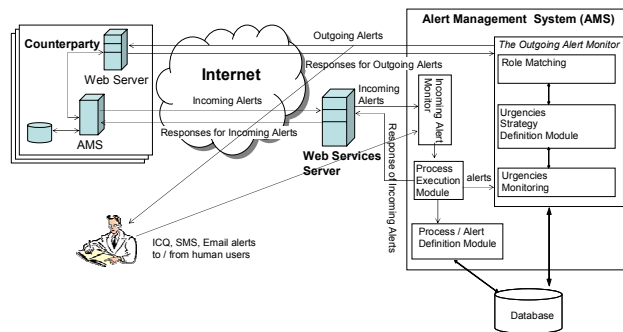 Outgoing Alerts
Alert Management System (AMS)
Counterparty
Web Server
AMS
Internet
Responses for Outgoing Alerts
Incoming Alerts
Responses for Incoming Alerts
Web Services
Server
Incoming
Alerts
Response of
Incoming Alerts
Incoming Alert
Monitor
The Outgoing Alert Monitor
Role Matching
Urgencies
Strategy
Definition Module
Urgencies
Monitoring
Process
Execution
Module
alerts
Process / Alert
Definition Module
ICQ, SMS, Email alerts
to / from human users
Database